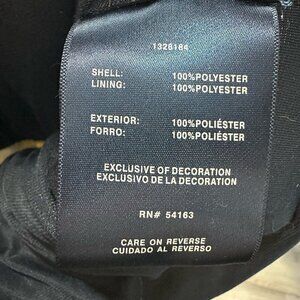 1328184
SHELL: 100%POLYESTER
LINING: 100%POLYESTER
EXTERIOR: 100%POLIÉSTER
FORRO: 100%POLIÉSTER
EXCLUSIVE OF DECORATION
EXCLUSIVO DE LA DECORATION
RN# 54163
CARE ON REVERSE
CUIDADO AL REVERSO